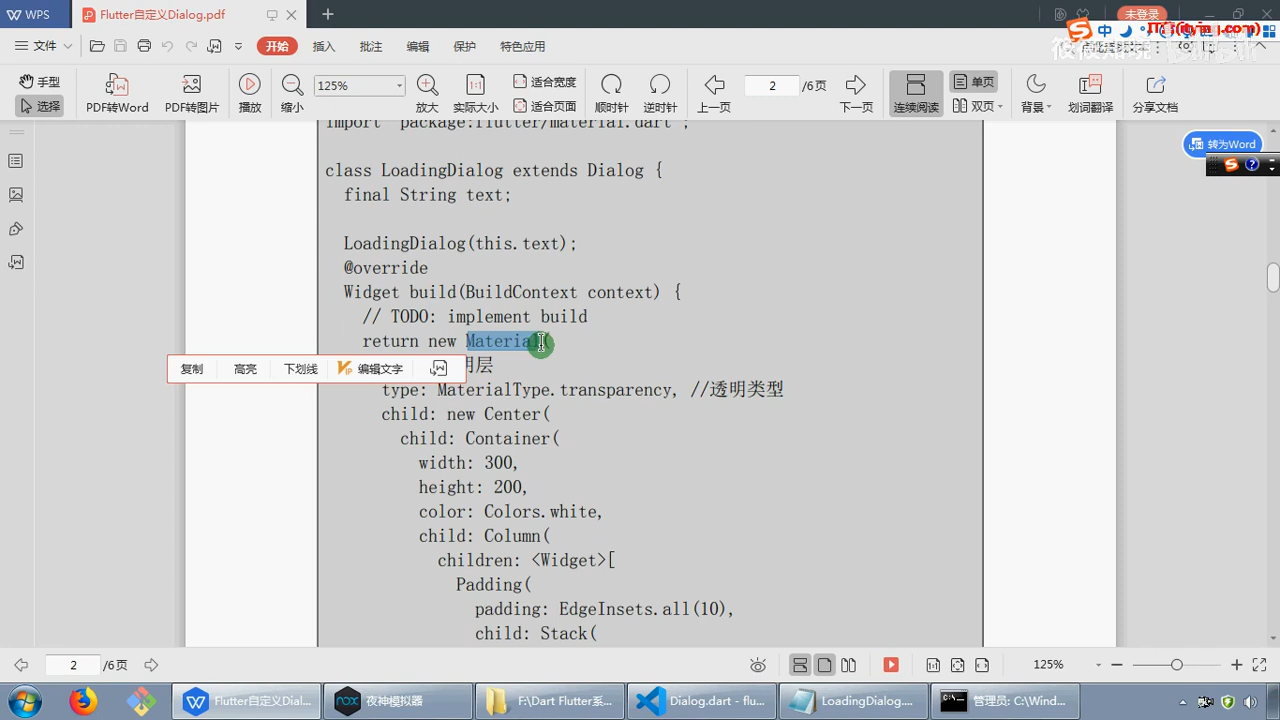 WPS
Flutter自定义Dialog.pdf
未登录
文件
开始
插入
批注
编辑
保护
特色应用
手型
选择
PDF转Word
PDF转图片
播放
缩小
125%
放大
实际大小
适合宽度
适合页面
顺时针
逆时针
上一页
2
/6页
下一页
连续阅读
单页
双页
背景
划词翻译
分享文档
转为Word
import 'package:flutter/material.dart';
class LoadingDialog extends Dialog {
final String text;
LoadingDialog(this.text);
@override
Widget build(BuildContext context) {
// TODO: implement build
return new Material(
明层
复制
高亮
下划线
编辑文字
type: MaterialType.transparency, //透明类型
child: new Center(
child: Container(
width: 300,
height: 200,
color: Colors.white,
child: Column(
children: <Widget>[
Padding(
padding: EdgeInsets.all(10),
child: Stack(
2
/6页
125%
Flutter自定义Dial...
nox
夜神模拟器
F:\Dart Flutter系...
Dialog.dart - flu...
LoadingDialog....
管理员: C:\Wind...